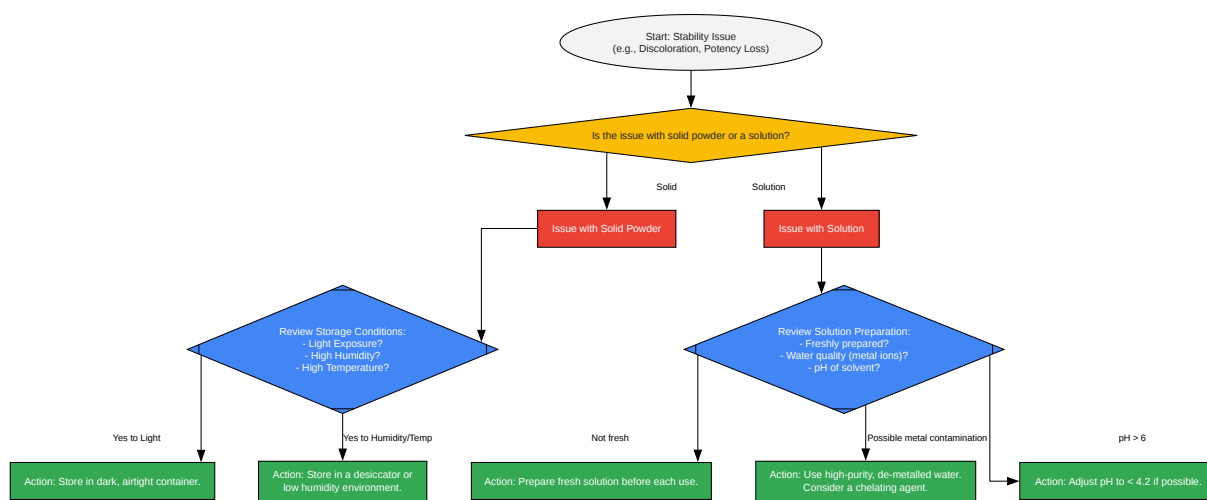 Start: Stability Issue
(e.g., Discoloration, Potency Loss)
Is the issue with solid powder or a solution?
Solid
Solution
Issue with Solid Powder
Issue with Solution
Review Storage Conditions:
- Light Exposure?
- High Humidity?
- High Temperature?
Review Solution Preparation:
- Freshly prepared?
- Water quality (metal ions)?
- pH of solvent?
Yes to Light
Yes to Humidity/Temp
Not fresh
Possible metal contamination
pH > 6
Action: Store in dark, airtight container.
Action: Store in a desiccator or
low humidity environment.
Action: Prepare fresh solution before each use.
Action: Use high-purity, de-metalled water.
Consider a chelating agent.
Action: Adjust pH to < 4.2 if possible.